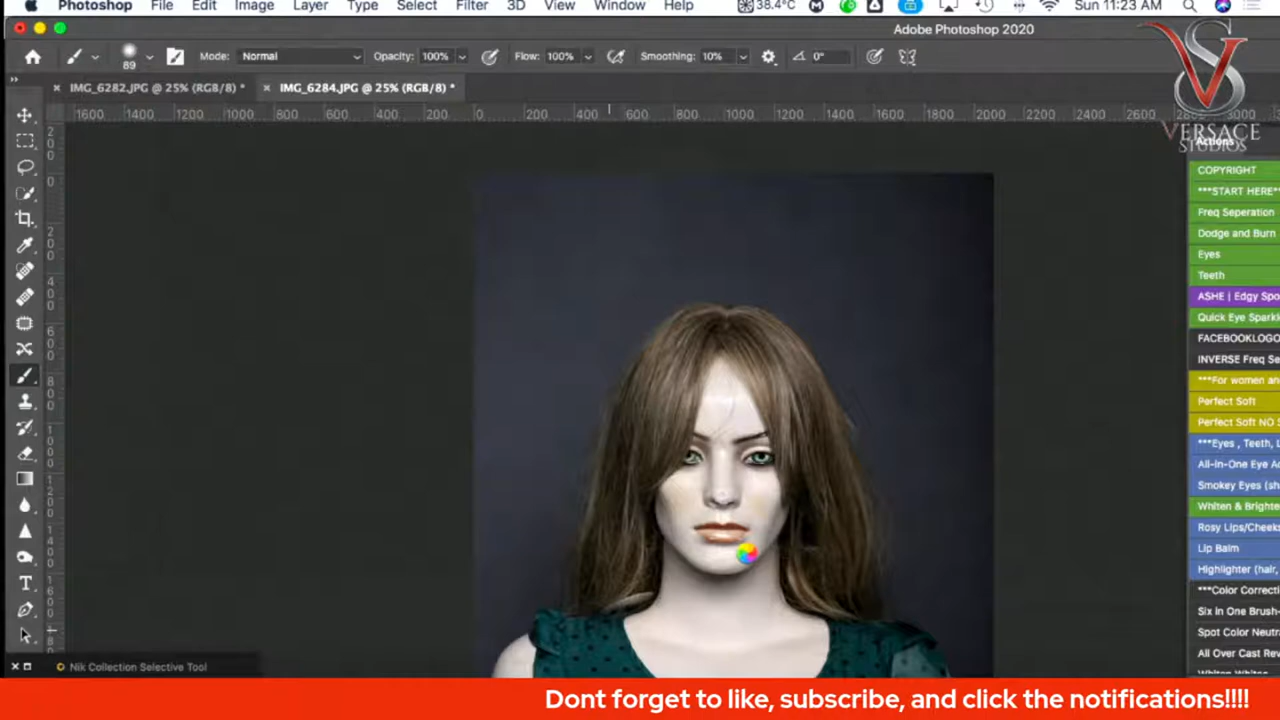 Photoshop File Edit Image Layer Type Select Filter 3D View Window Help 38.4°C Sun 11:23 AM
Adobe Photoshop 2020
89 Mode: Normal Opacity: 100% Flow: 100% Smoothing: 10% 0°
IMG_6282.JPG @ 25% (RGB/8) * IMG_6284.JPG @ 25% (RGB/8) *
1600 1400 1200 1000 800 600 400 200 0 200 400 600 800 1000 1200 1400 1600 1800 2000 2200 2400 2600 3000
VS
VERSACE
STUDIOS
Actions
COPYRIGHT
***START HERE*
Freq Seperation
Dodge and Burn
Eyes
Teeth
ASHE | Edgy Spo
Quick Eye Sparkl
FACEBOOKLOGO
INVERSE Freq Se
***For women an
Perfect Soft
Perfect Soft NO S
***Eyes , Teeth, L
All-in-One Eye A
Smokey Eyes (sh
Whiten & Brighte
Rosy Lips/Cheeks
Lip Balm
Highlighter (hair,
***Color Correcti
Six in One Brush-
Spot Color Neutra
All Over Cast Rev
Nik Collection Selective Tool
Dont forget to like, subscribe, and click the notifications!!!!